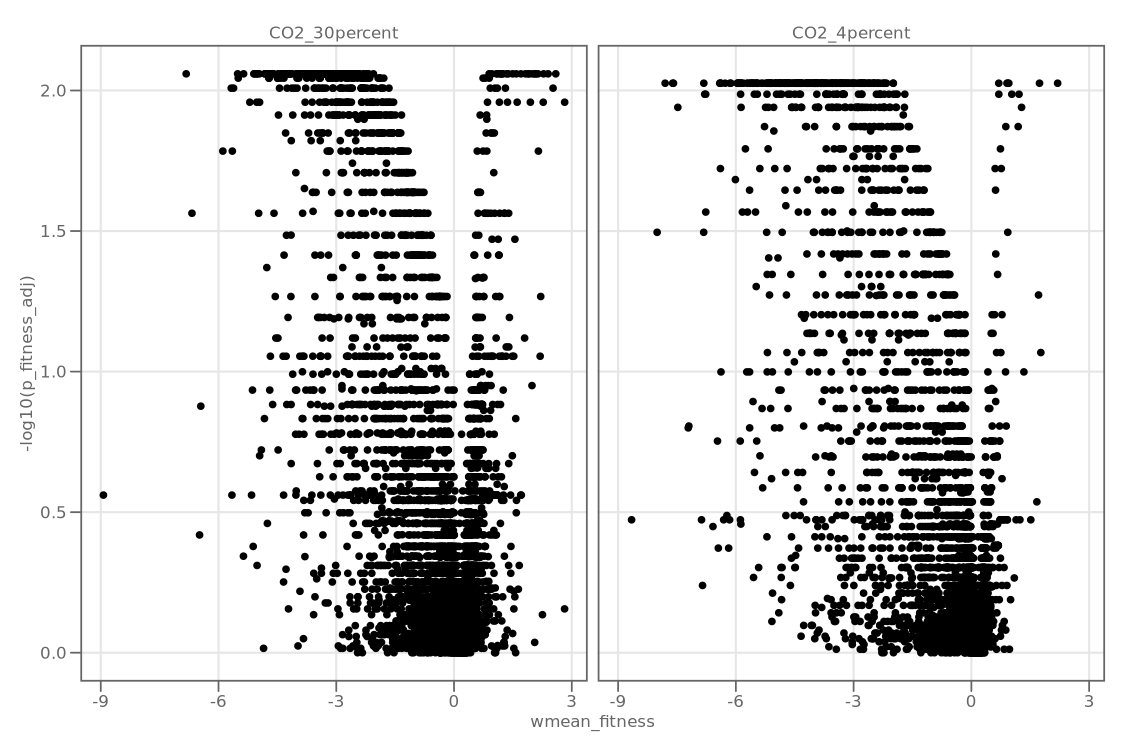 CO2_30percent
CO2_4percent
2.0
1.5
1.0
0.5
0.0
-log10(p_fitness_adj)
-9 -6 -3 0 3
-9 -6 -3 0 3
wmean_fitness